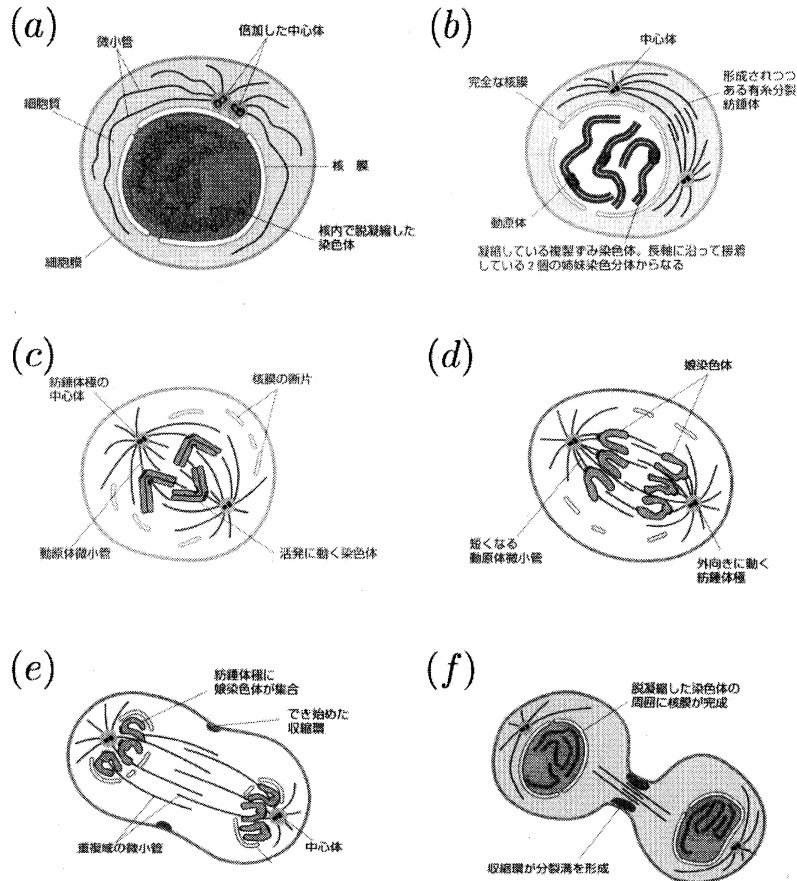 (a)
微小管
倍加した中心体
細胞質
核 膜
核内で脱凝縮した
染色体
細胞膜
(b)
中心体
完全な核膜
形成されつつ
ある有糸分裂
紡錘体
動原体
凝縮している複製ずみ染色体。長軸に沿って接着
している2個の姉妹染色分体からなる
(c)
紡錘体極の
中心体
核膜の断片
動原体微小管
活発に動く染色体
(d)
娘染色体
短くなる
動原体微小管
外向きに動く
紡錘体極
(e)
紡錘体極に
娘染色体が集合
でき始めた
収縮環
重複域の微小管
中心体
(f)
脱凝縮した染色体の
周囲に核膜が完成
収縮環が分裂溝を形成